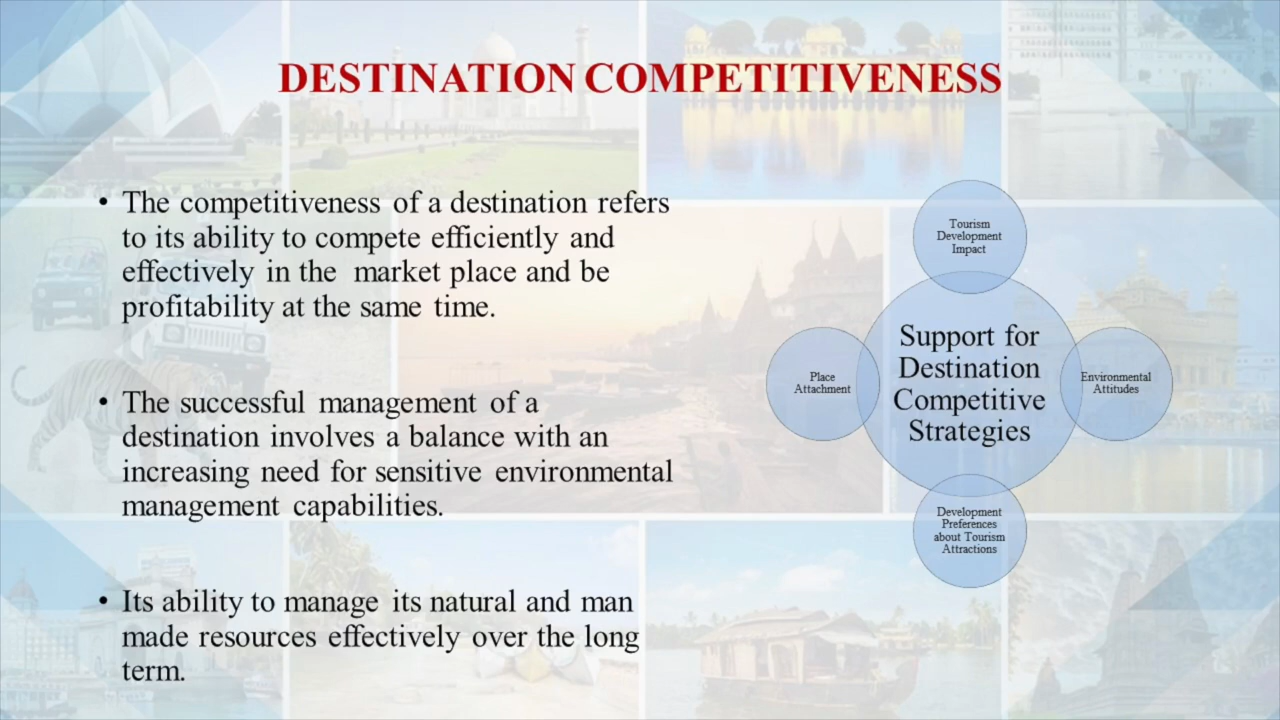 DESTINATION COMPETITIVENESS
• The competitiveness of a destination refers
to its ability to compete efficiently and
effectively in the market place and be
profitability at the same time.
• The successful management of a
destination involves a balance with an
increasing need for sensitive environmental
management capabilities.
• Its ability to manage its natural and man
made resources effectively over the long
term.
Tourism
Development
Impact
Place
Attachment
Support for
Destination
Competitive
Strategies
Environmental
Attitudes
Development
Preferences
about Tourism
Attractions